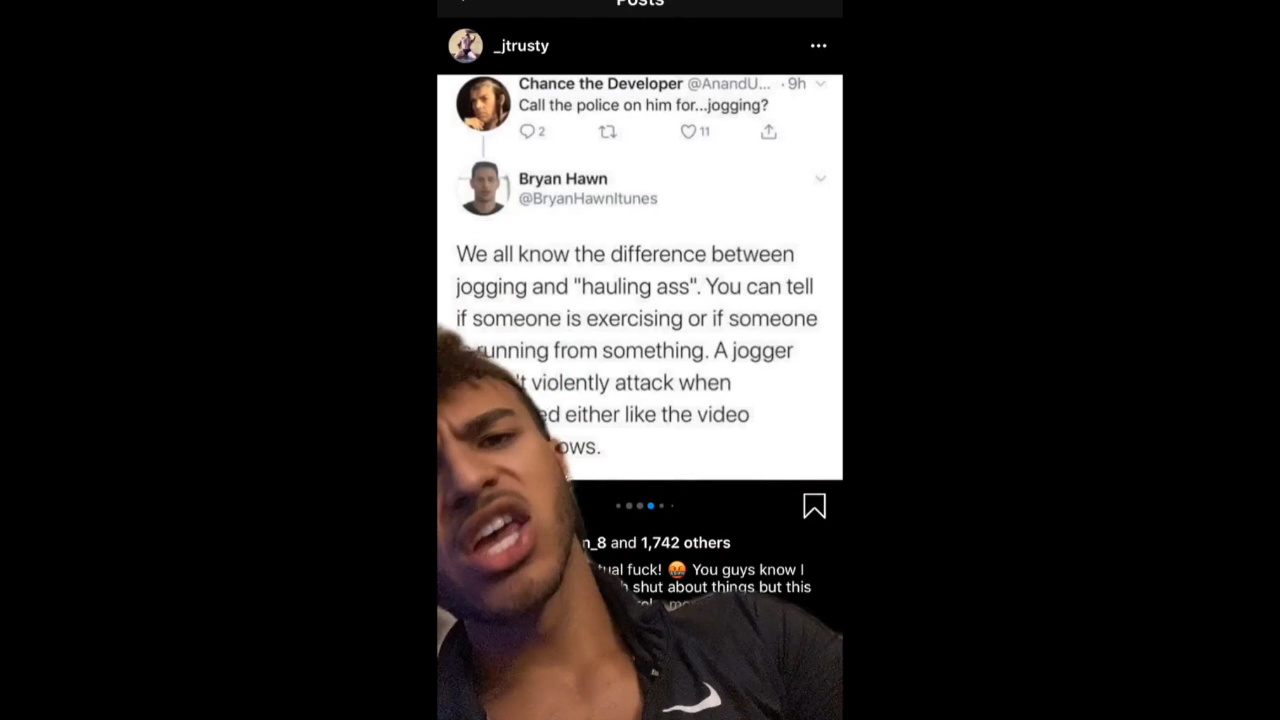 Posts
_jtrusty
Chance the Developer @AnandU... · 9h
Call the police on him for...jogging?
2 11
Bryan Hawn
@BryanHawnItunes
We all know the difference between
jogging and "hauling ass". You can tell
if someone is exercising or if someone
running from something. A jogger
't violently attack when
ed either like the video
ows.
n_8 and 1,742 others
tual fuck! 🤬 You guys know I
h shut about things but this